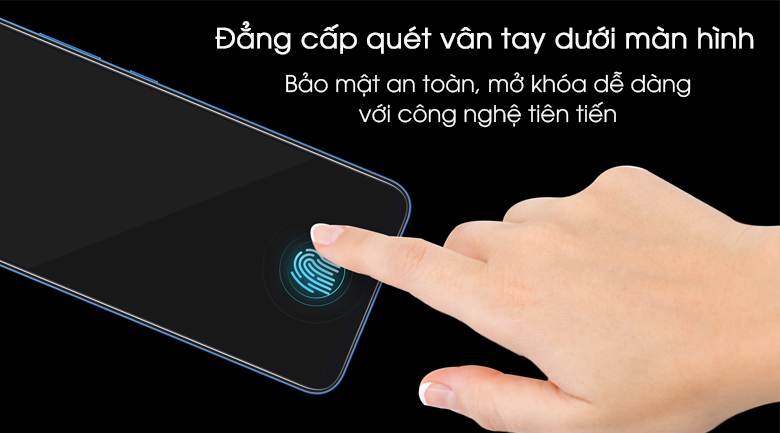 Đẳng cấp quét vân tay dưới màn hình
Bảo mật an toàn, mở khóa dễ dàng
với công nghệ tiên tiến